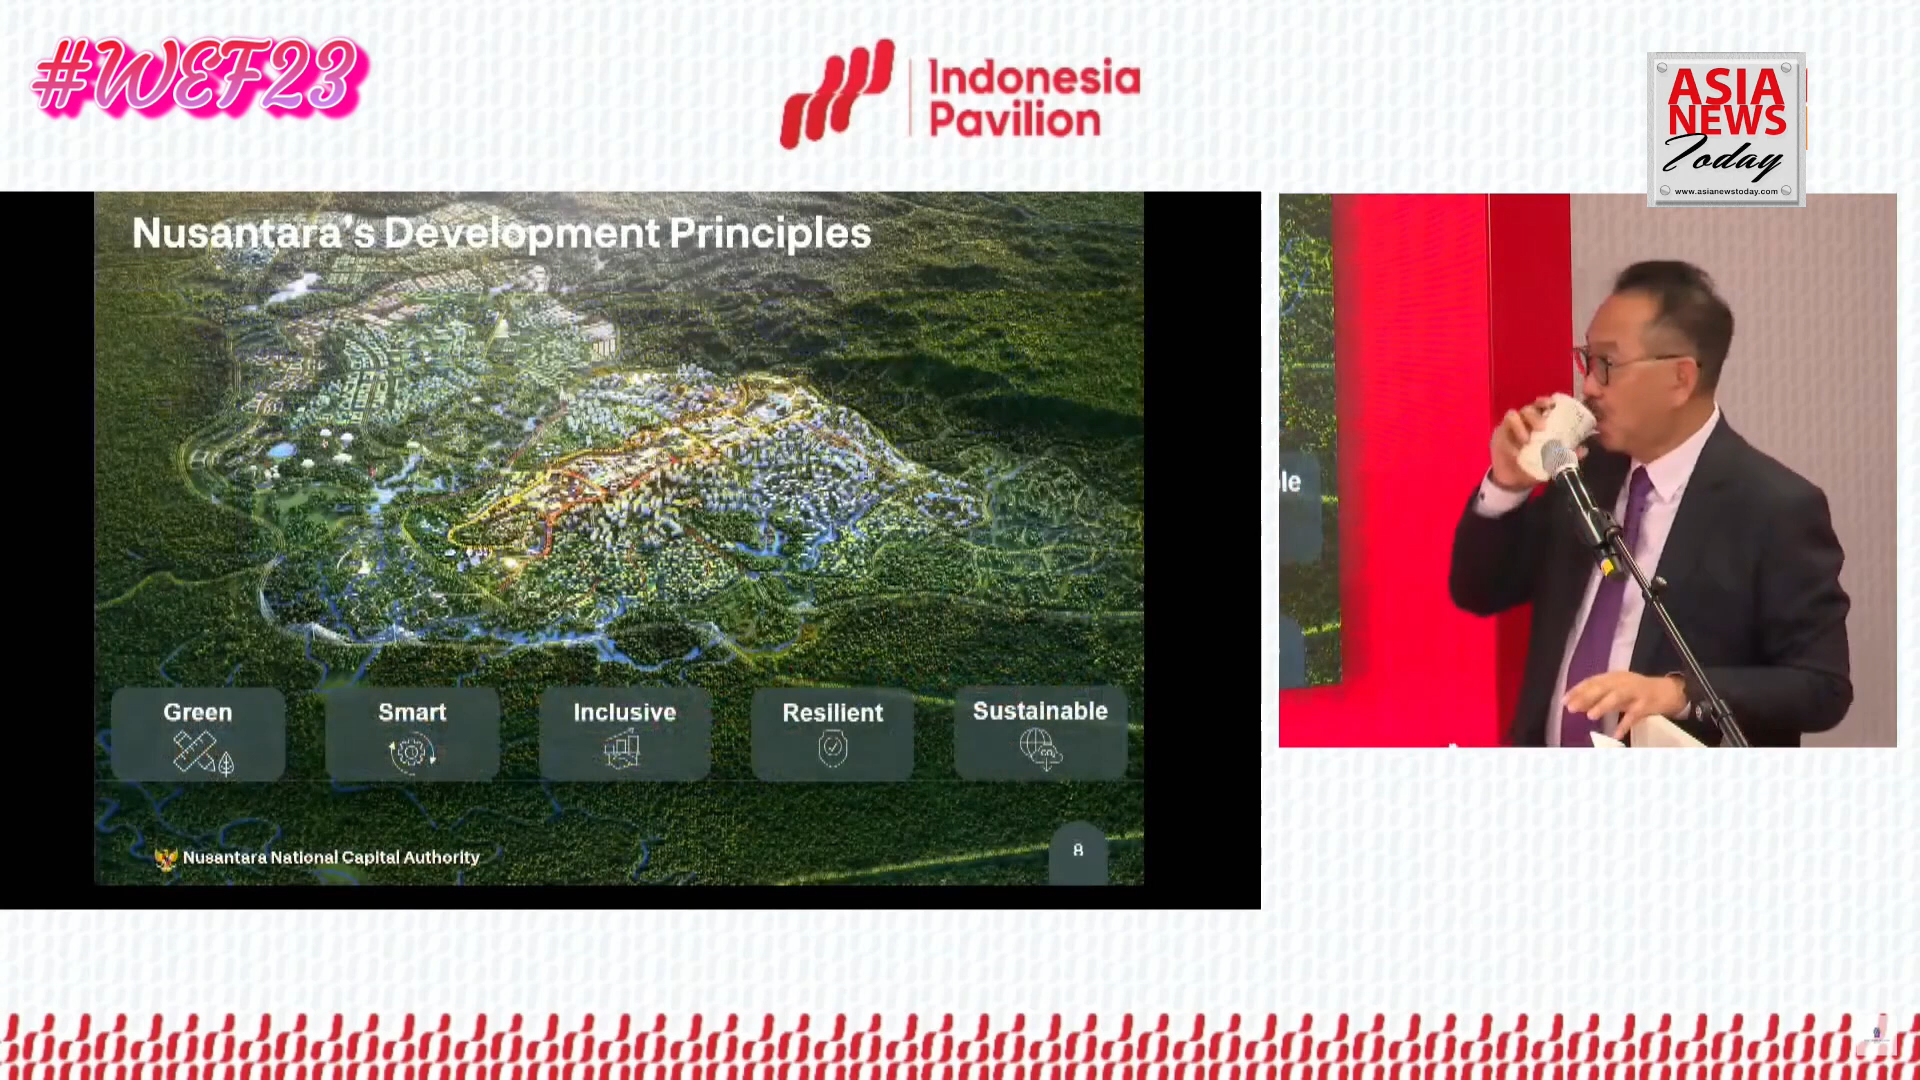 #WEF23
Indonesia
Pavilion
ASIA
NEWS
Today
www.asianewstoday.com
Nusantara's Development Principles
le
Green
Smart
Inclusive
Resilient
Sustainable
CO₂
Nusantara National Capital Authority
8